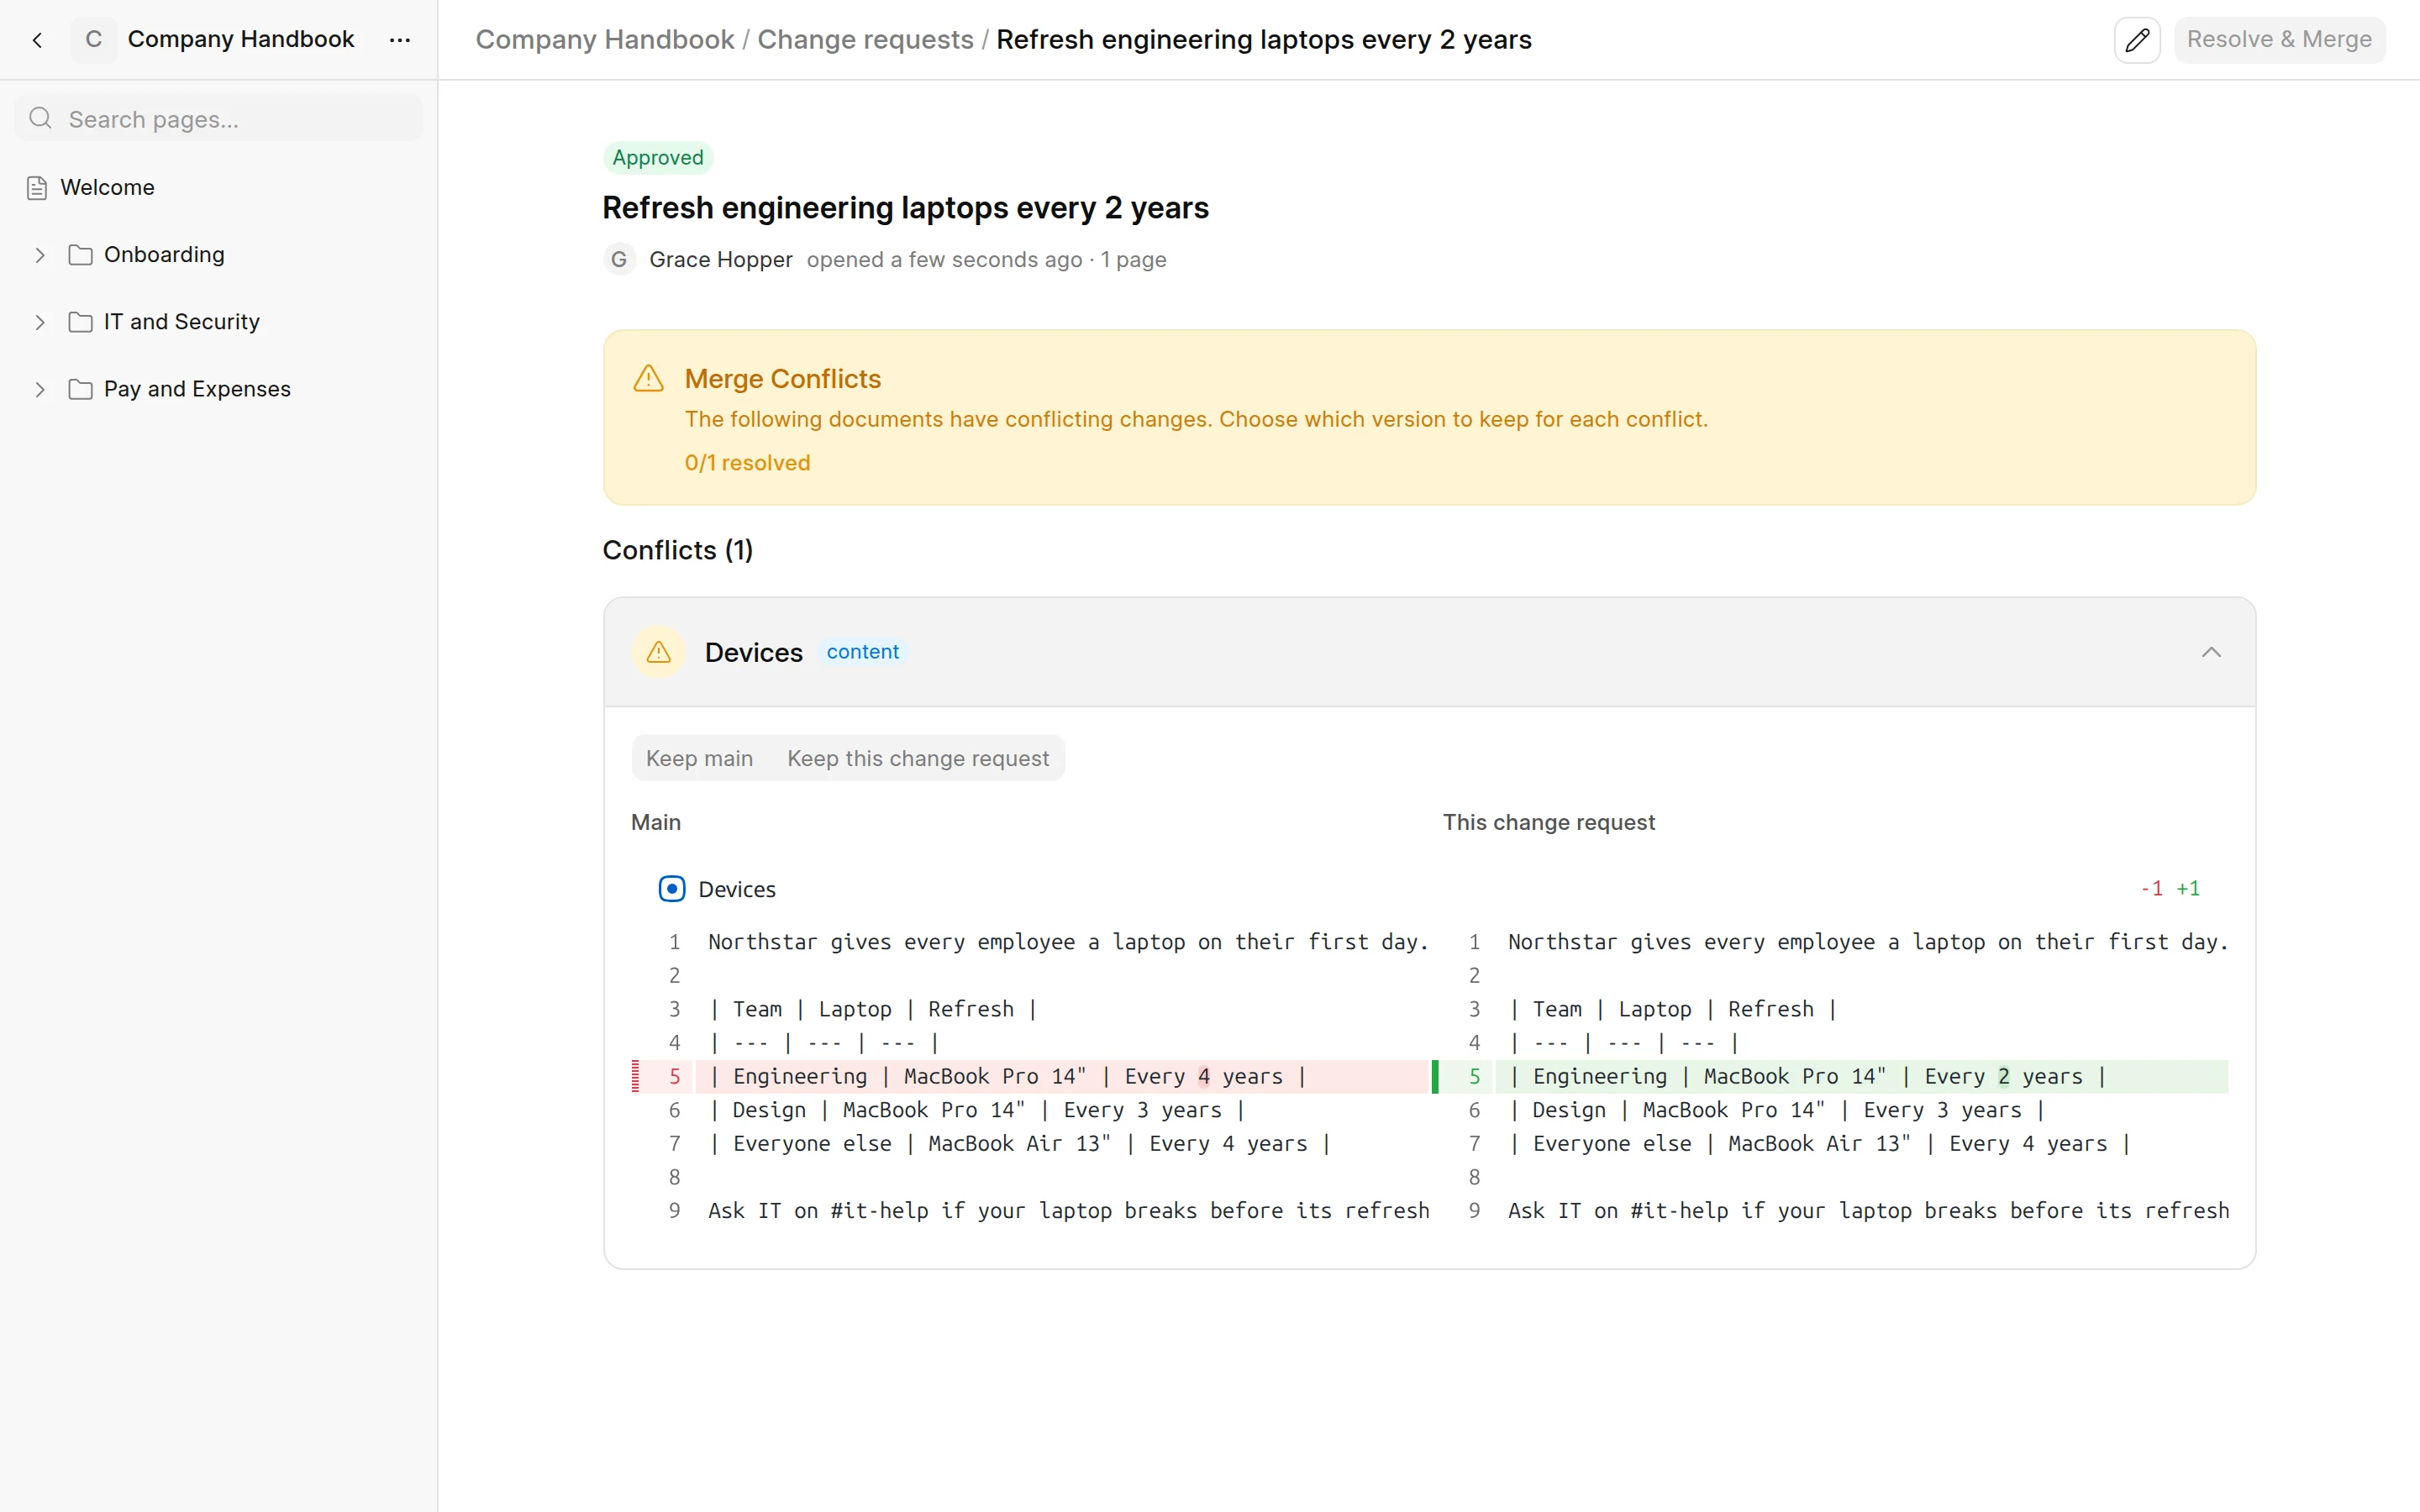 C Company Handbook ...
Search pages...
Welcome
Onboarding
IT and Security
Pay and Expenses
Company Handbook / Change requests / Refresh engineering laptops every 2 years
Resolve & Merge
Approved
Refresh engineering laptops every 2 years
G Grace Hopper opened a few seconds ago · 1 page
Merge Conflicts
The following documents have conflicting changes. Choose which version to keep for each conflict.
0/1 resolved
Conflicts (1)
Devices content
Keep main Keep this change request
Main
This change request
Devices
-1 +1
1 Northstar gives every employee a laptop on their first day.
2
3 | Team | Laptop | Refresh |
4 | --- | --- | --- |
5 | Engineering | MacBook Pro 14" | Every 4 years |
6 | Design | MacBook Pro 14" | Every 3 years |
7 | Everyone else | MacBook Air 13" | Every 4 years |
8
9 Ask IT on #it-help if your laptop breaks before its refresh
1 Northstar gives every employee a laptop on their first day.
2
3 | Team | Laptop | Refresh |
4 | --- | --- | --- |
5 | Engineering | MacBook Pro 14" | Every 2 years |
6 | Design | MacBook Pro 14" | Every 3 years |
7 | Everyone else | MacBook Air 13" | Every 4 years |
8
9 Ask IT on #it-help if your laptop breaks before its refresh